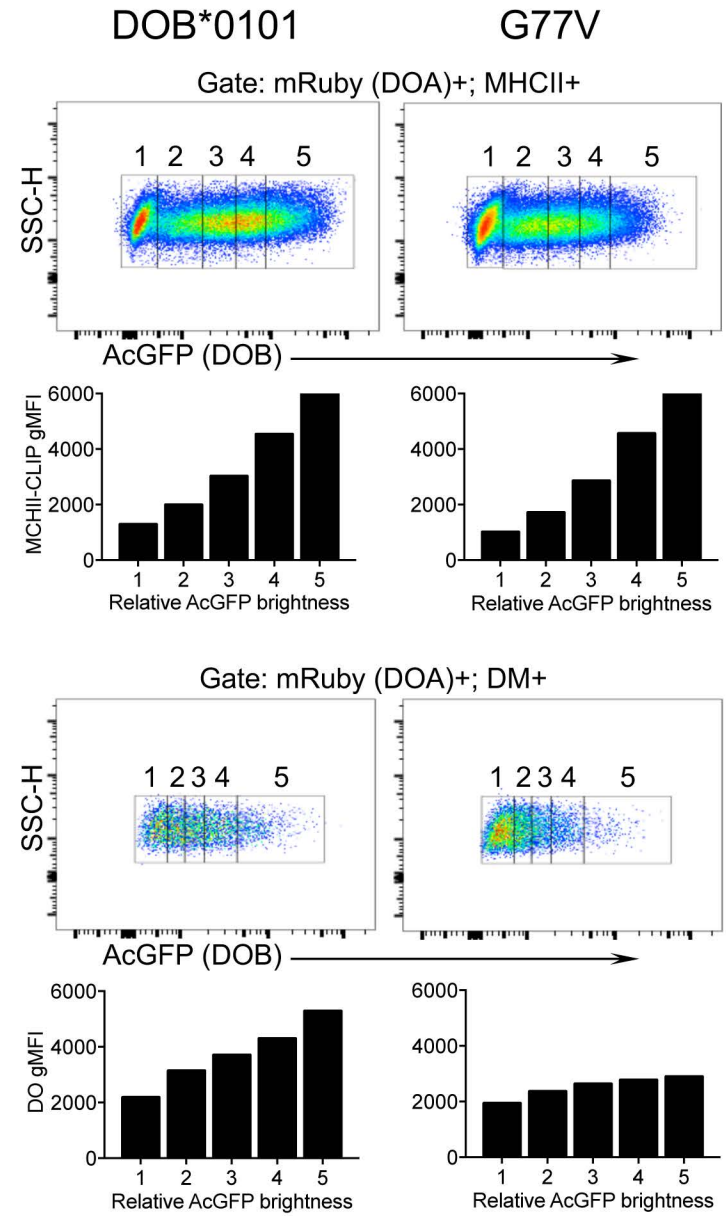 DOB*0101 G77V
Gate: mRuby (DOA)+; MHCII+
SSC-H
1 2 3 4 5
1 2 3 4 5
AcGFP (DOB)
MCHII-CLIP gMFI
6000
4000
2000
0
1 2 3 4 5
Relative AcGFP brightness
6000
4000
2000
0
1 2 3 4 5
Relative AcGFP brightness
Gate: mRuby (DOA)+; DM+
SSC-H
1 2 3 4 5
1 2 3 4 5
AcGFP (DOB)
DO gMFI
6000
4000
2000
0
1 2 3 4 5
Relative AcGFP brightness
6000
4000
2000
0
1 2 3 4 5
Relative AcGFP brightness